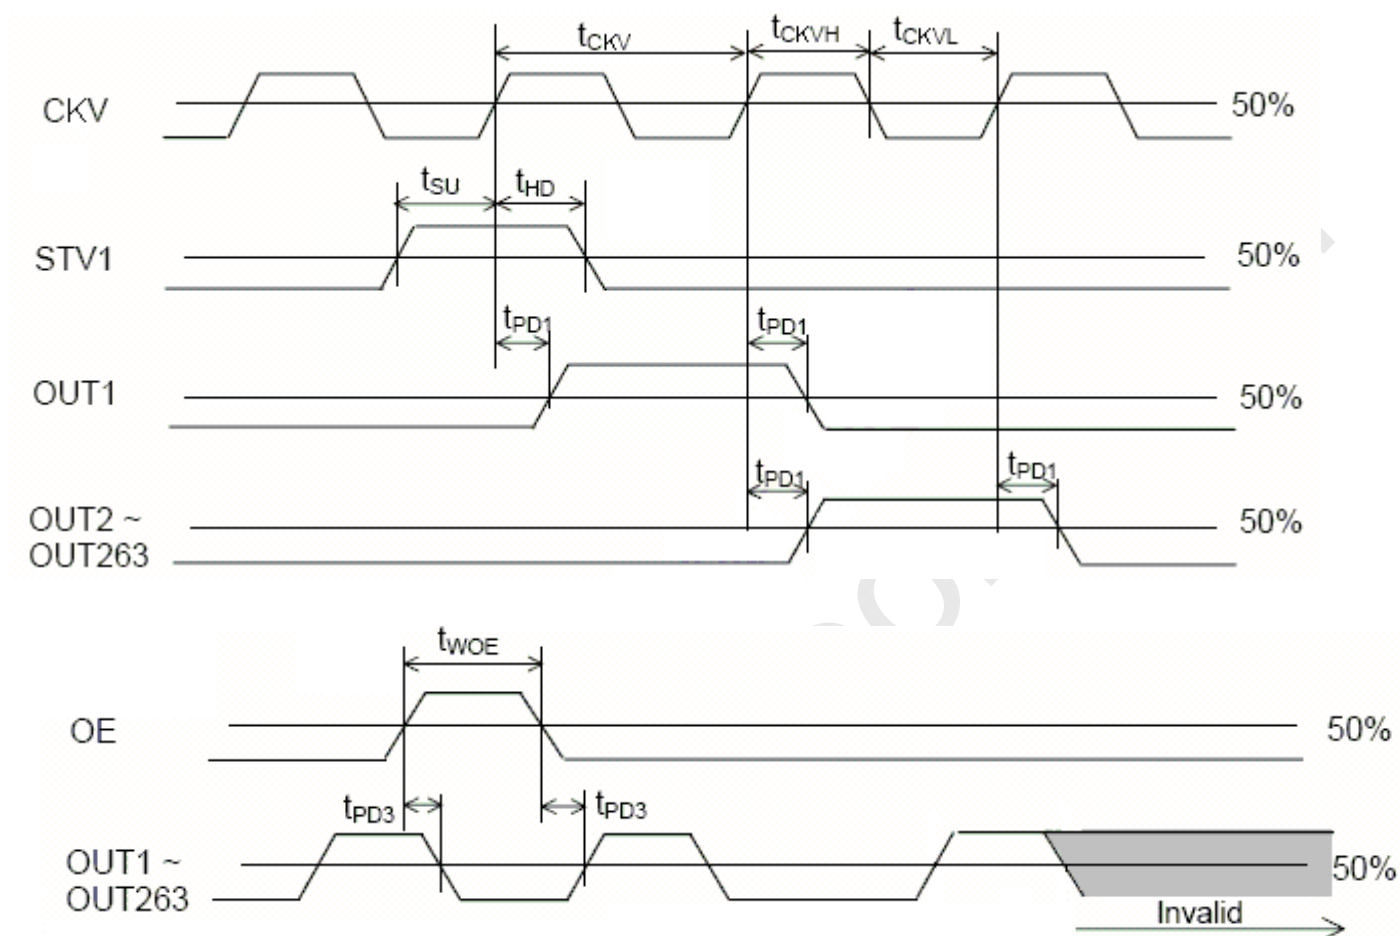 tCKV
tCKVH
tCKVL
CKV
50%
tSU
tHD
STV1
50%
tPD1
tPD1
OUT1
50%
tPD1
tPD1
OUT2 ~
OUT263
50%
tWOE
OE
50%
tPD3
tPD3
OUT1 ~
OUT263
50%
Invalid